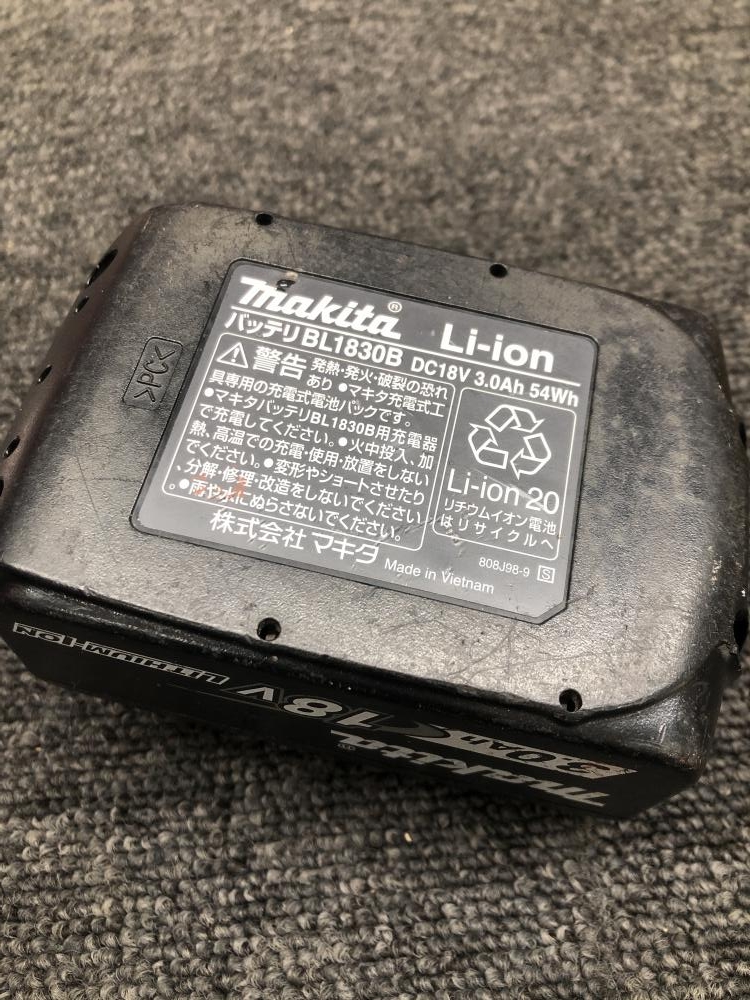 makita®
Li-ion
バッテリ BL1830B DC18V 3.0Ah 54Wh
警告 発熱・発火・破裂の恐れ
あり ●マキタ充電式工
具専用の充電式電池パックです。
●マキタバッテリBL1830B用充電器
で充電してください。●火中投入、加
熱、高温での充電・使用・放置をしない
でください。●変形やショートさせたり
、分解・修理・改造をしないでください
。●雨や水にぬらさないでください。
株式会社 マキタ
Made in Vietnam
Li-ion 20
リチウムイオン電池
はリサイクルへ
808J98-9 S
>PC<
makita
3.0Ah 18V
LITHIUM-ION